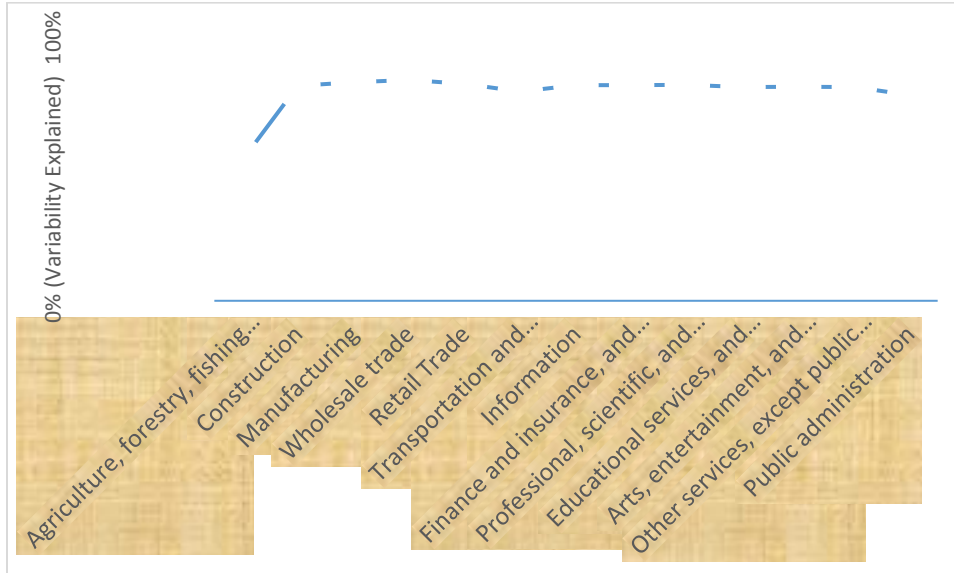 0% (Variability Explained) 100%
Agriculture, forestry, fishing...
Construction
Manufacturing
Wholesale trade
Retail Trade
Transportation and...
Information
Finance and insurance, and...
Professional, scientific, and...
Educational services, and...
Arts, entertainment, and...
Other services, except public...
Public administration